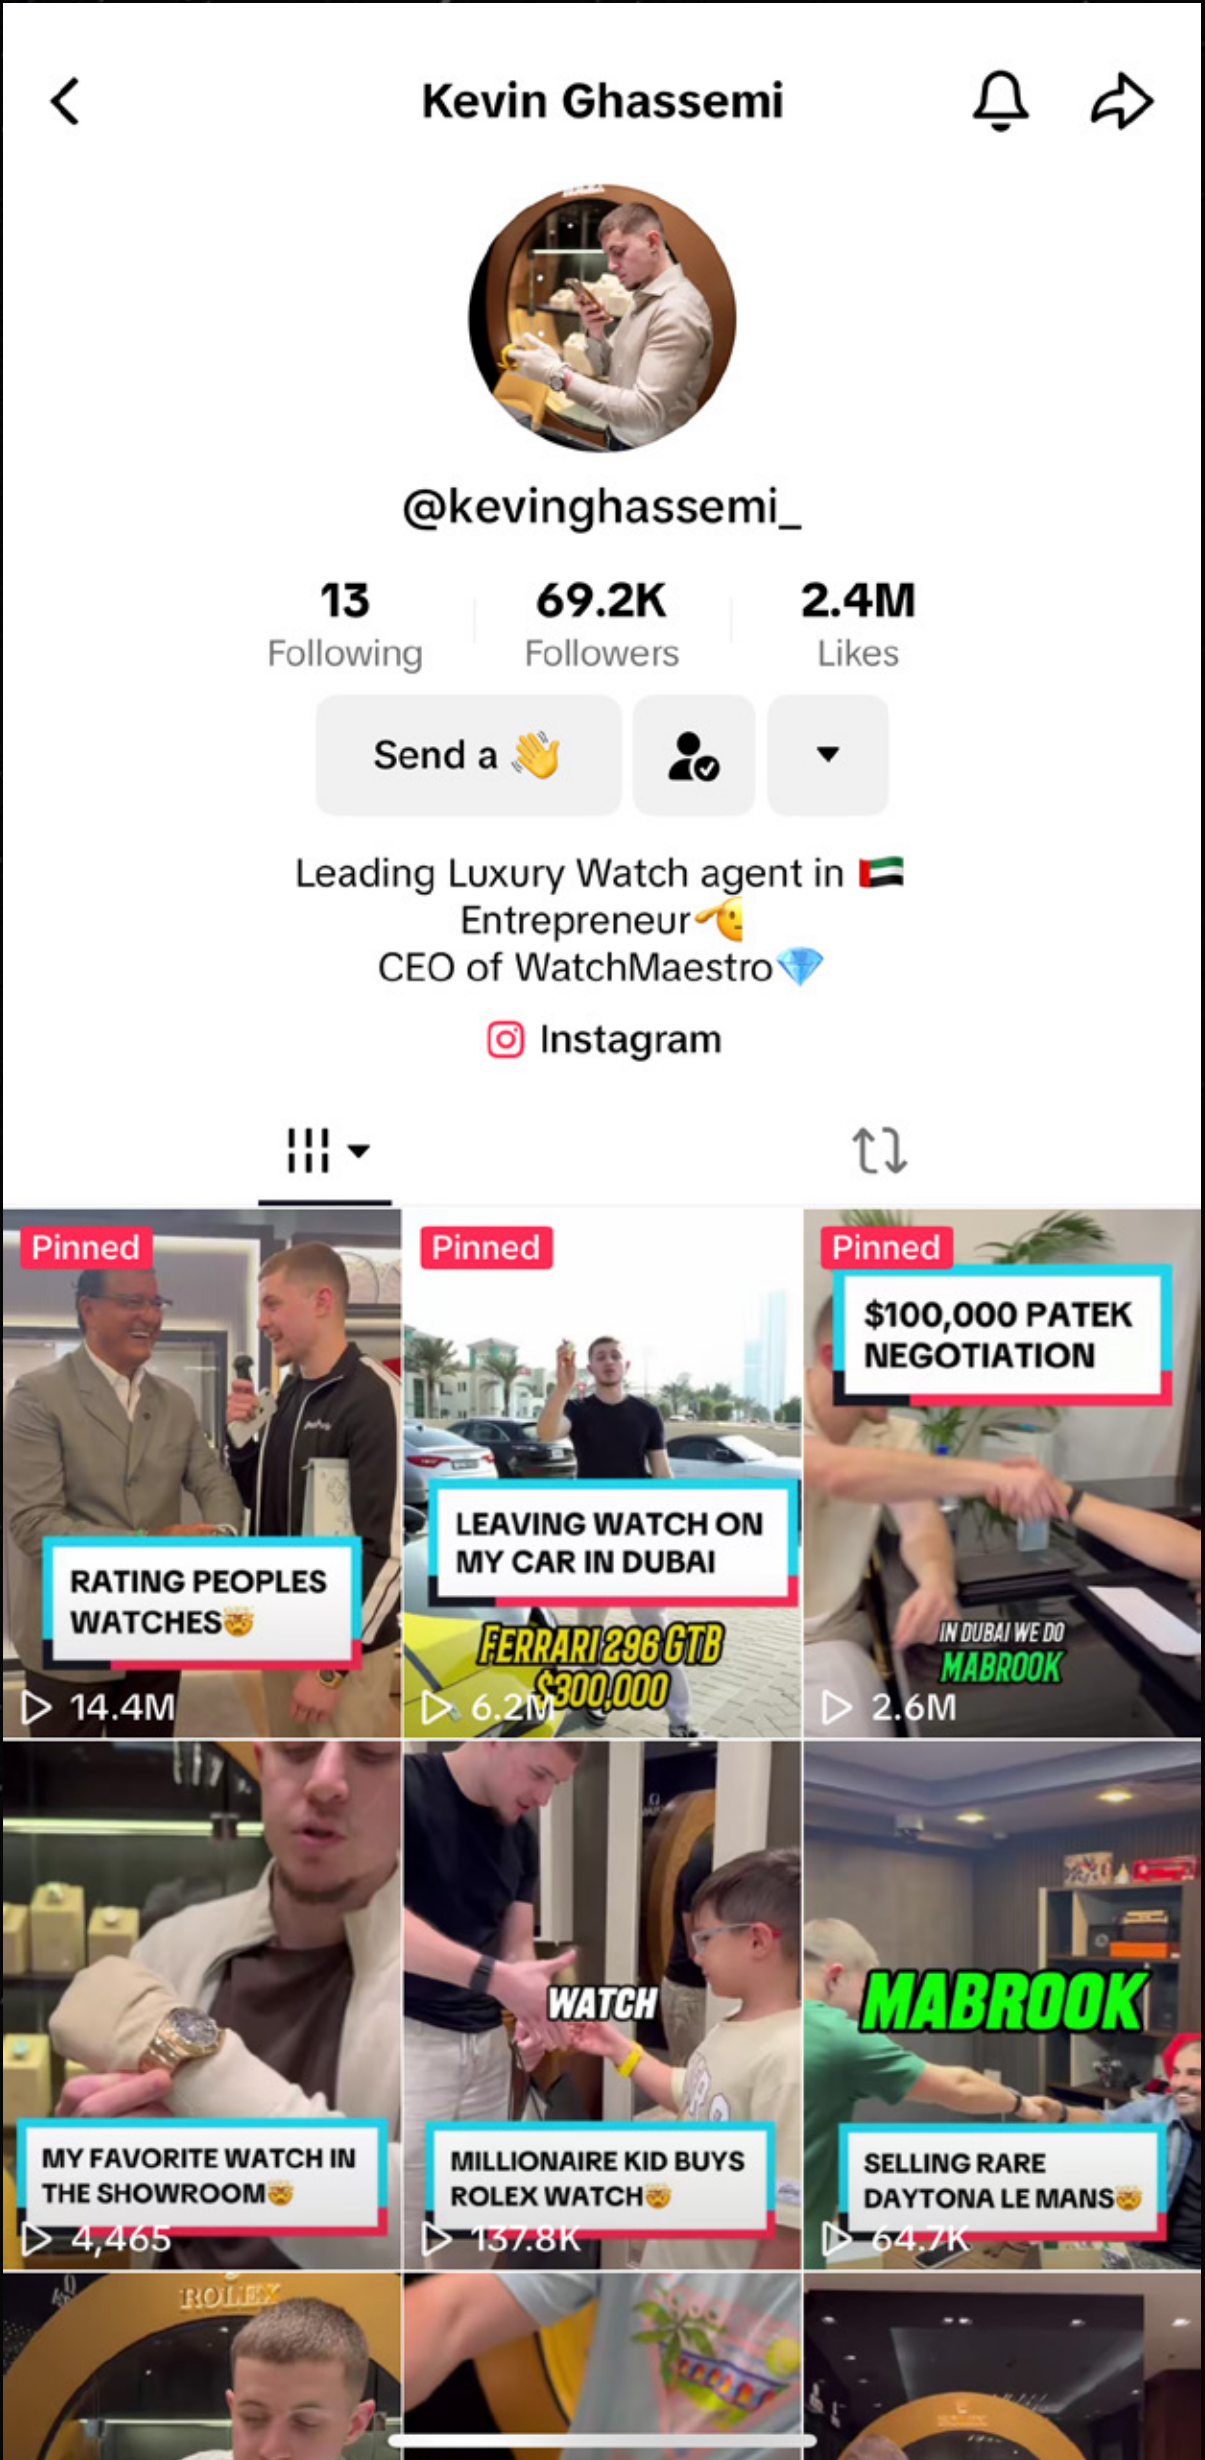 Kevin Ghassemi
@kevinghassemi_
13
Following
69.2K
Followers
2.4M
Likes
Send a 👋
Leading Luxury Watch agent in 🇦🇪
Entrepreneur🫡
CEO of WatchMaestro💎
Instagram
Pinned
RATING PEOPLES
WATCHES🤯
14.4M
Pinned
LEAVING WATCH ON
MY CAR IN DUBAI
FERRARI 296 GTB
$300,000
6.2M
Pinned
$100,000 PATEK
NEGOTIATION
IN DUBAI WE DO
MABROOK
2.6M
MY FAVORITE WATCH IN
THE SHOWROOM🤯
4,465
WATCH
MILLIONAIRE KID BUYS
ROLEX WATCH🤯
137.8K
MABROOK
SELLING RARE
DAYTONA LE MANS🤯
64.7K
ROLEX